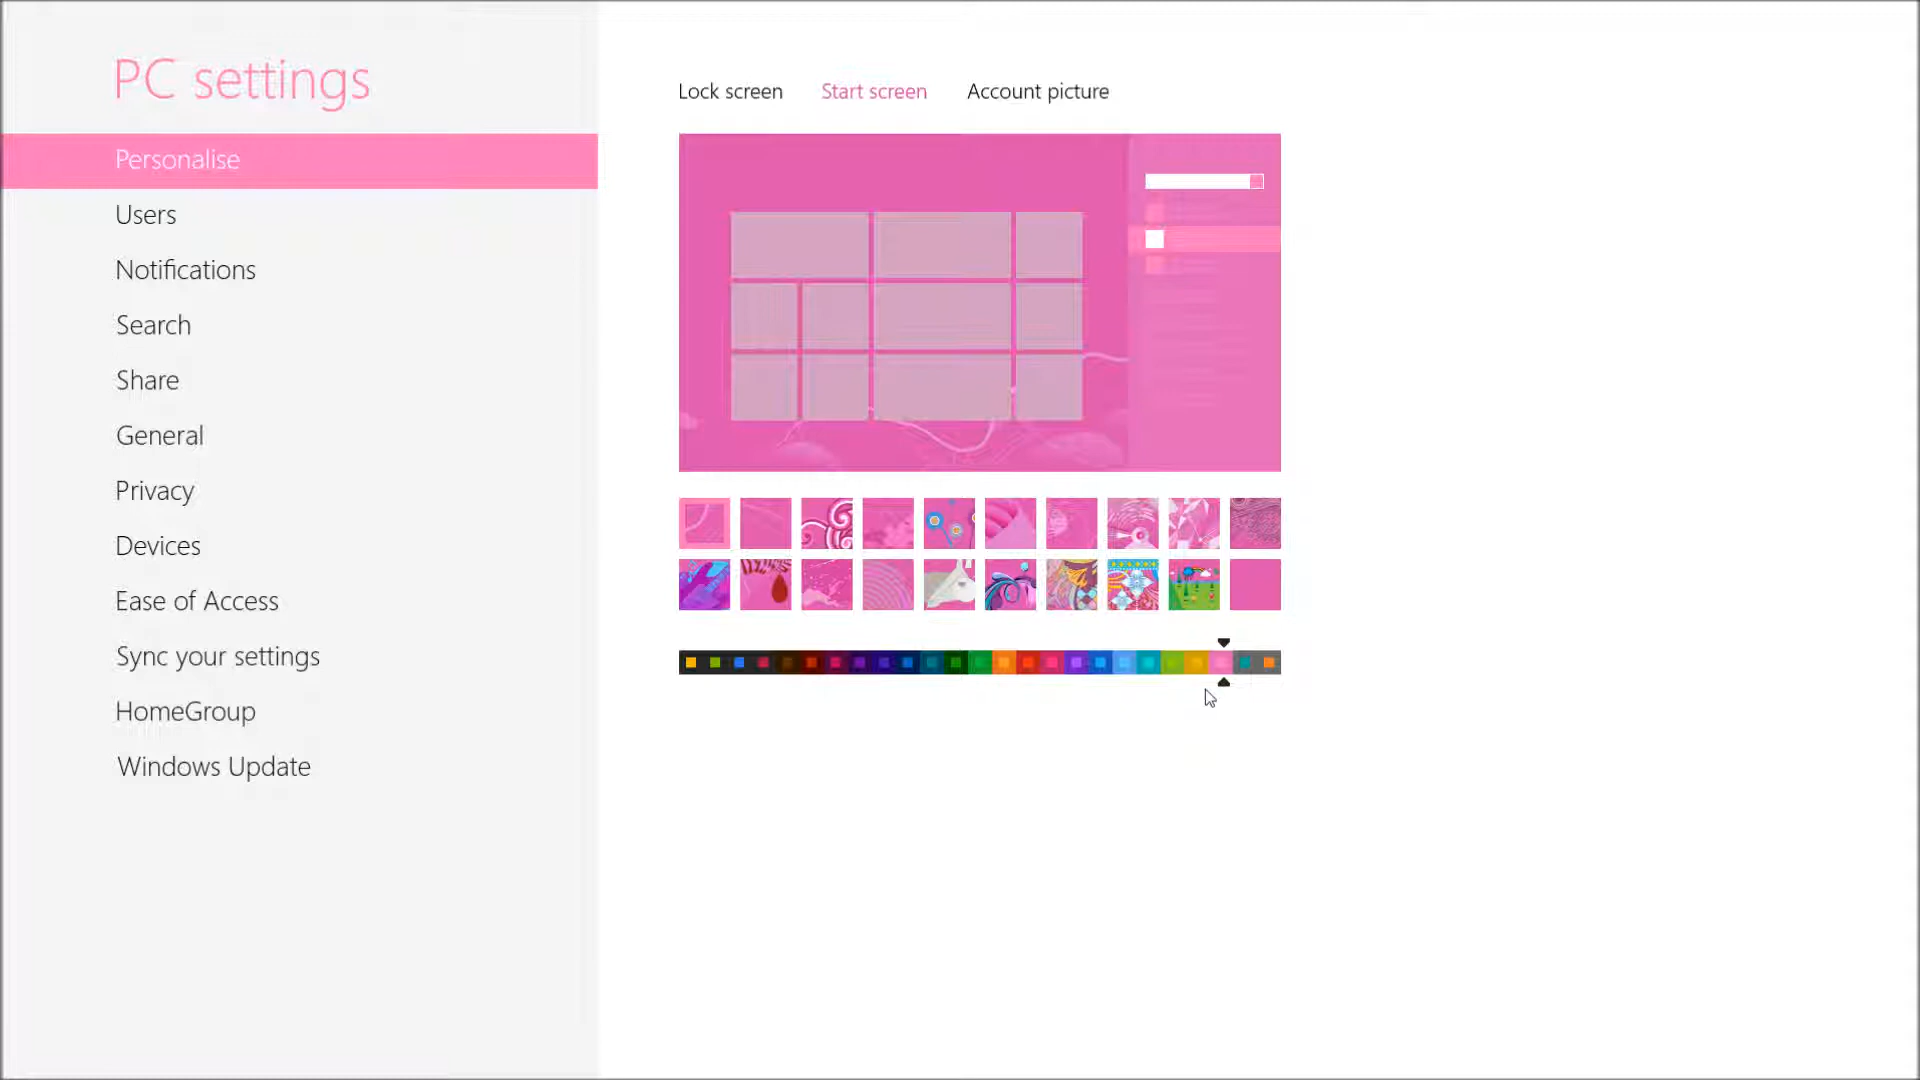 PC settings
Personalise
Users
Notifications
Search
Share
General
Privacy
Devices
Ease of Access
Sync your settings
HomeGroup
Windows Update
Lock screen Start screen Account picture